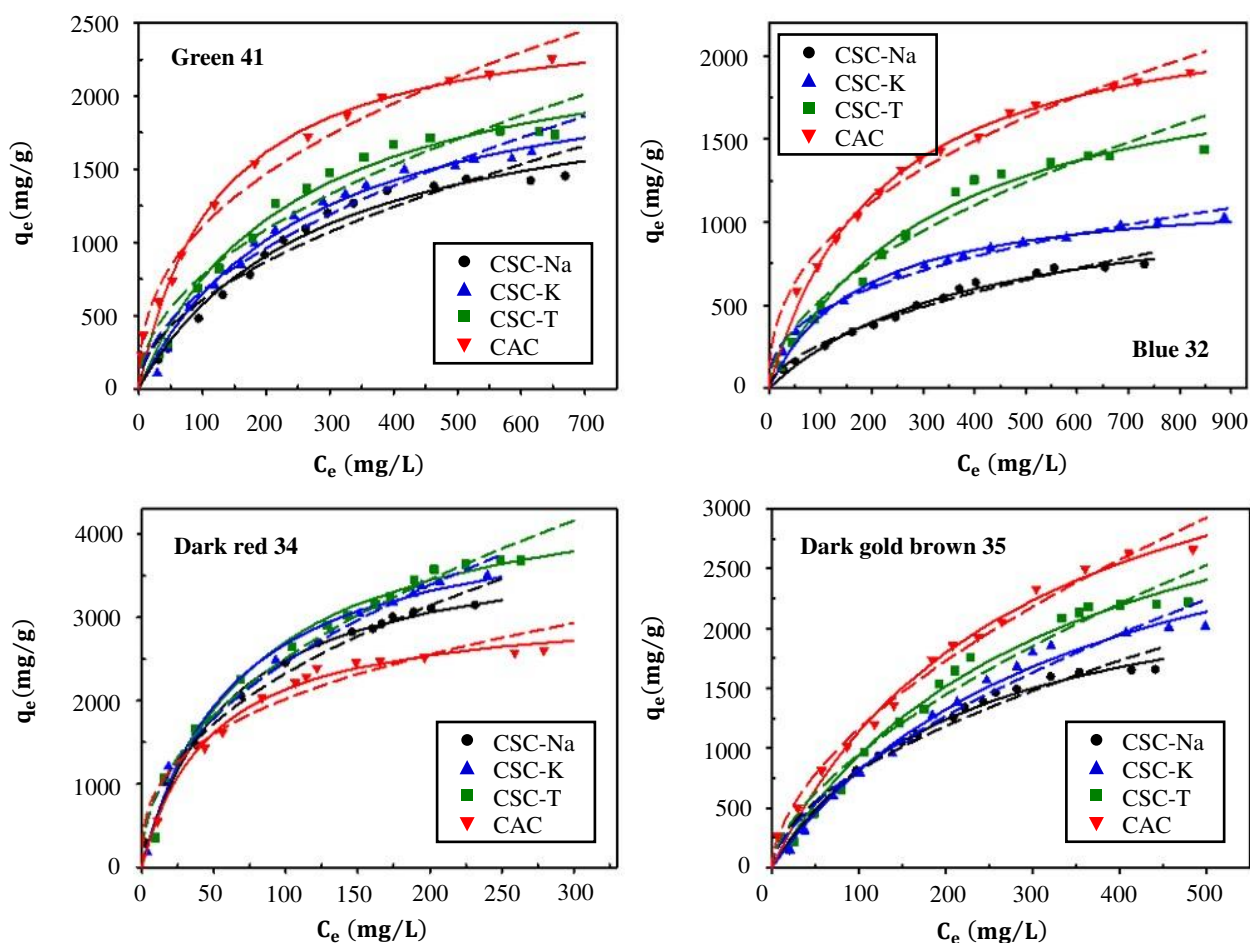 Green 41
qe (mg/g)
2500
2000
1500
1000
500
0
CSC-Na
CSC-K
CSC-T
CAC
0 100 200 300 400 500 600 700
Ce (mg/L)
Blue 32
qe (mg/g)
2000
1500
1000
500
0
CSC-Na
CSC-K
CSC-T
CAC
0 100 200 300 400 500 600 700 800 900
Ce (mg/L)
Dark red 34
qe (mg/g)
4000
3000
2000
1000
0
CSC-Na
CSC-K
CSC-T
CAC
0 50 100 150 200 250 300
Ce (mg/L)
Dark gold brown 35
qe (mg/g)
3000
2500
2000
1500
1000
500
0
CSC-Na
CSC-K
CSC-T
CAC
0 100 200 300 400 500
Ce (mg/L)